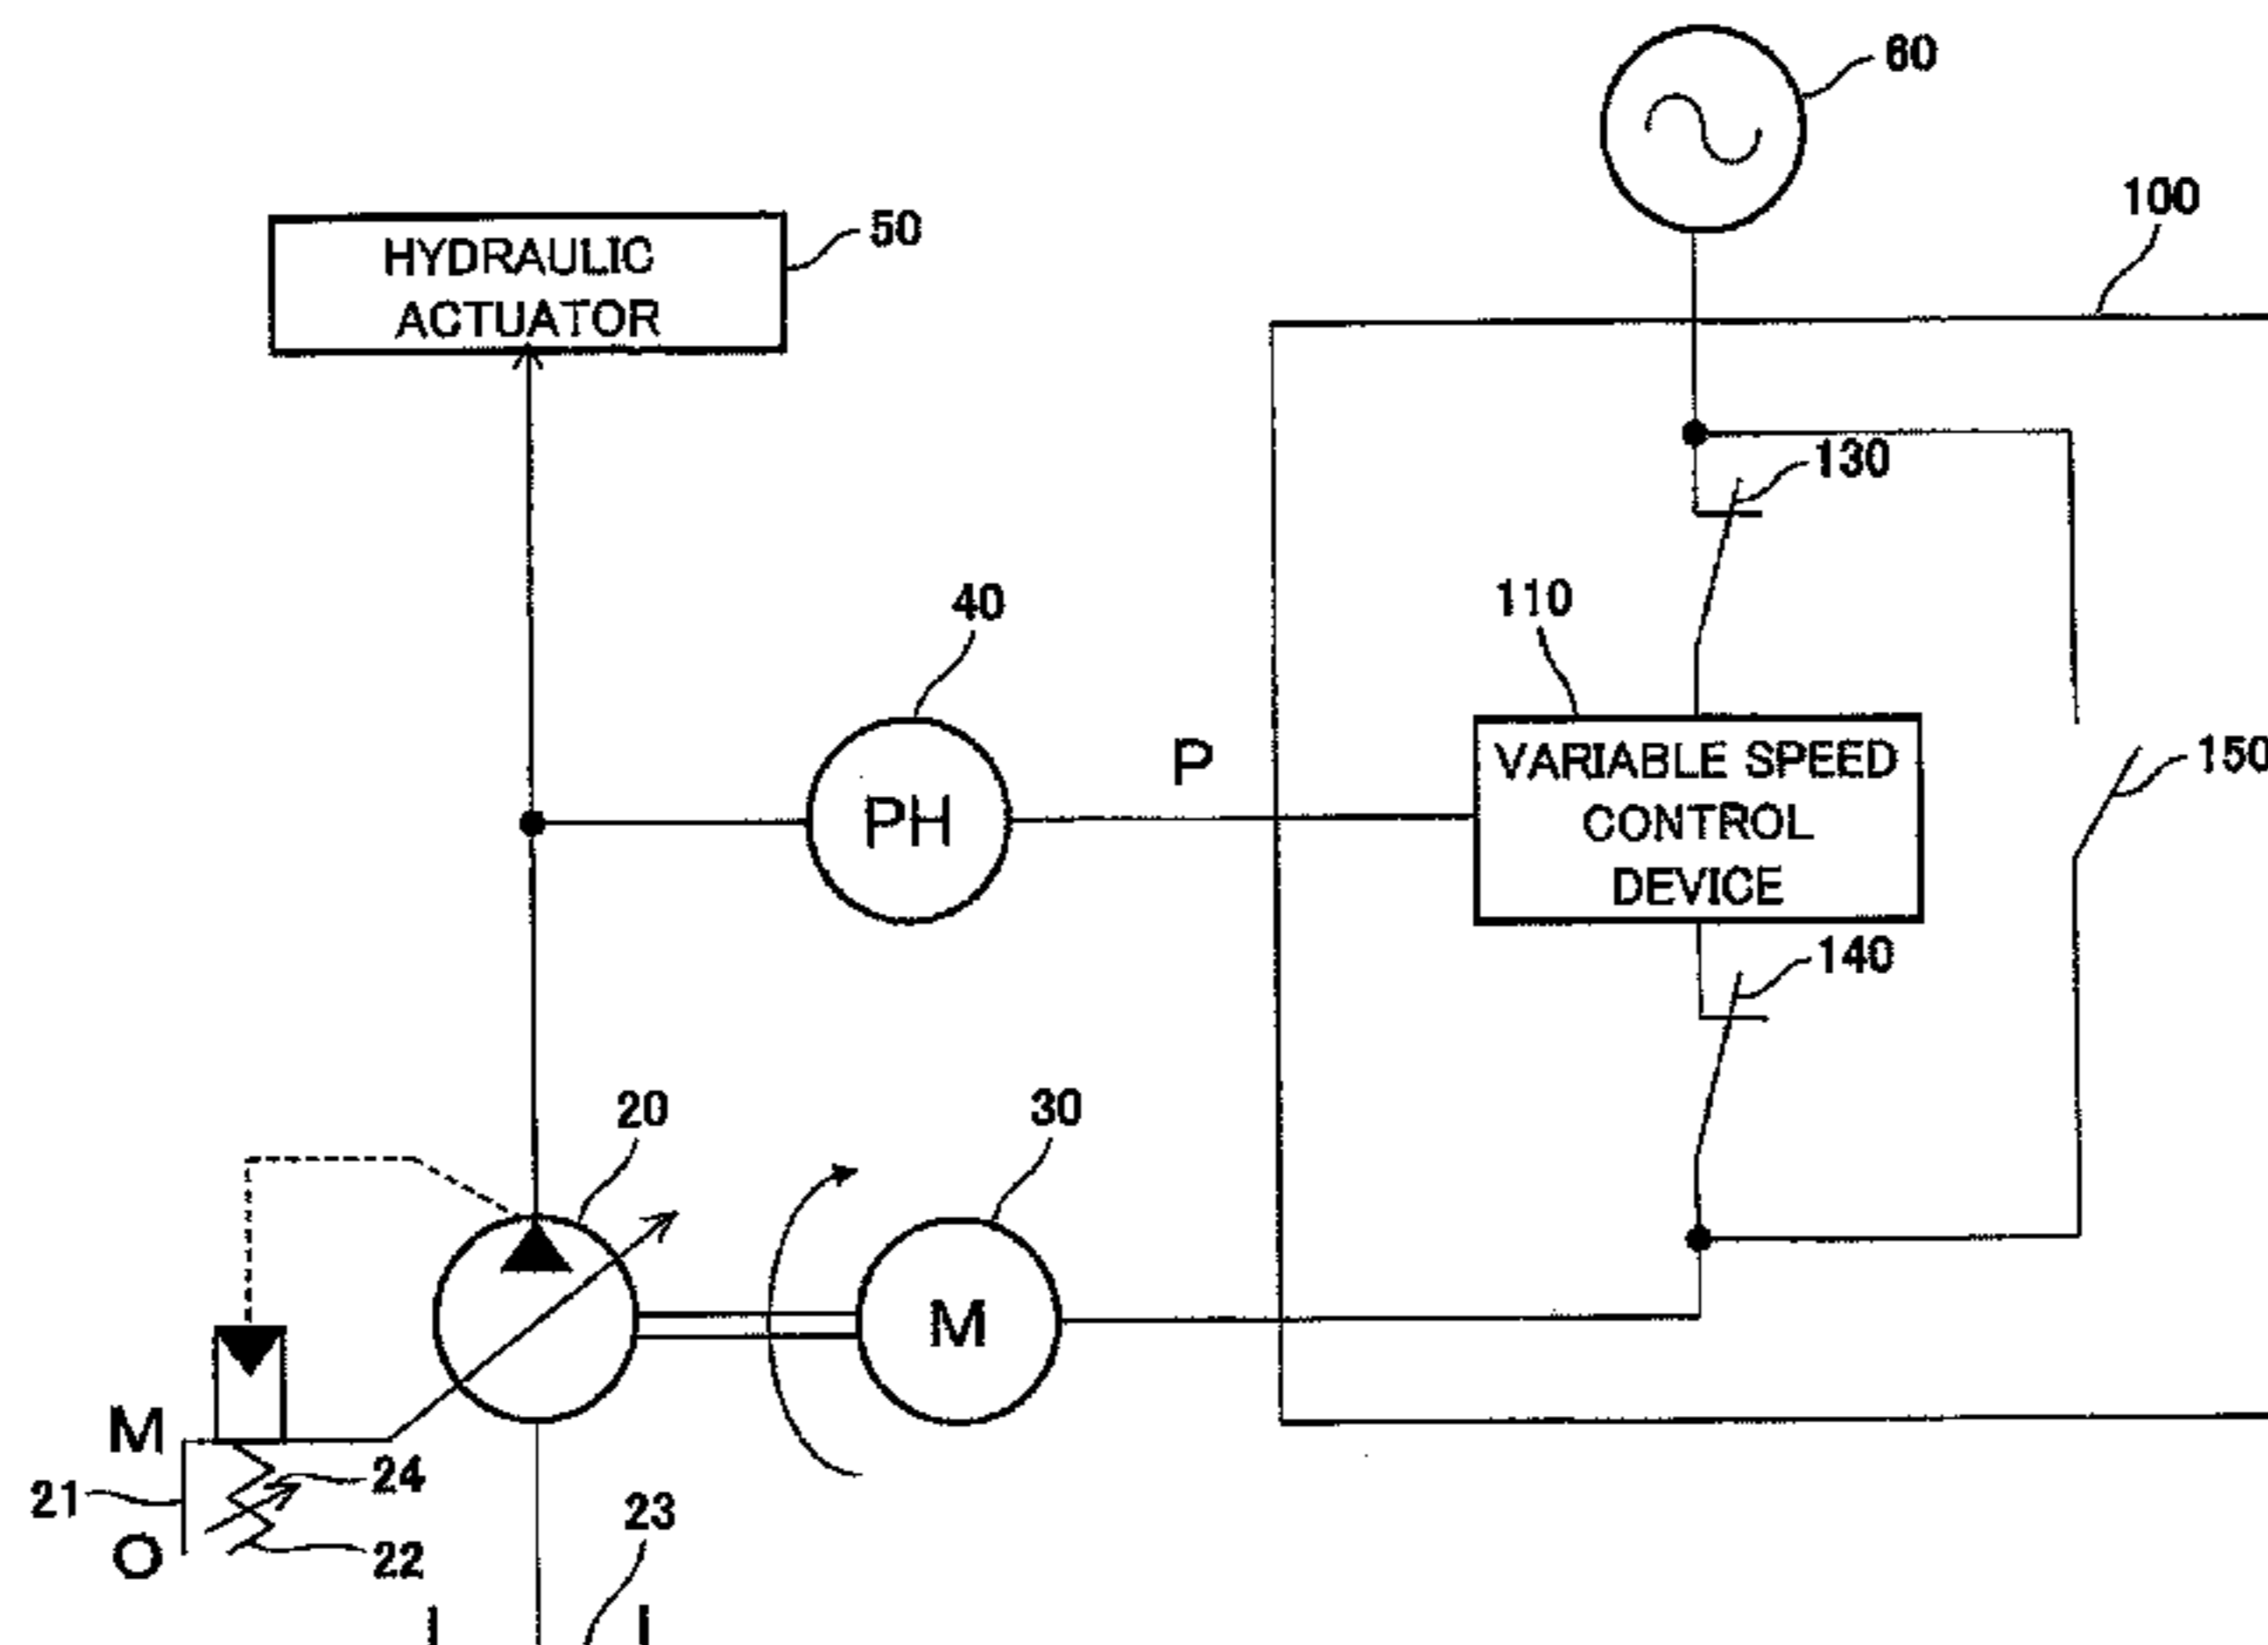 60
100
HYDRAULIC
ACTUATOR
50
130
40
110
P
PH
VARIABLE SPEED
CONTROL
DEVICE
150
140
20
30
M
M
21
24
23
O
22